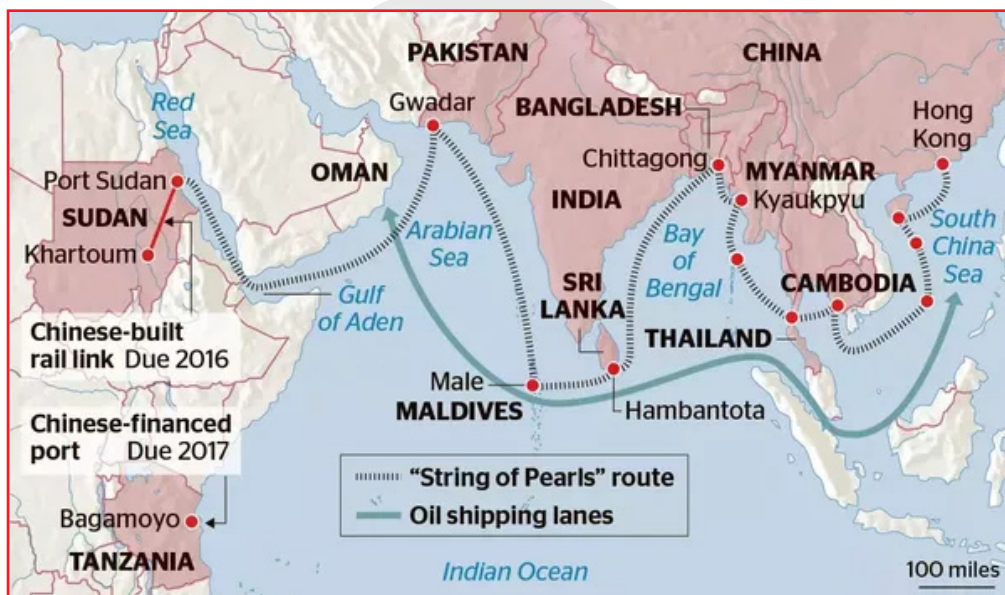 PAKISTAN
CHINA
Gwadar
BANGLADESH
Hong
Kong
Red
Sea
OMAN
Chittagong
MYANMAR
Port Sudan
INDIA
Kyaukpyu
SUDAN
Arabian
Sea
Bay
of
Bengal
South
China
Sea
Khartoum
SRI
LANKA
CAMBODIA
Gulf
of Aden
Chinese-built
rail link Due 2016
THAILAND
Male
MALDIVES
Hambantota
Chinese-financed
port Due 2017
"String of Pearls" route
Oil shipping lanes
Bagamoyo
TANZANIA
Indian Ocean
100 miles